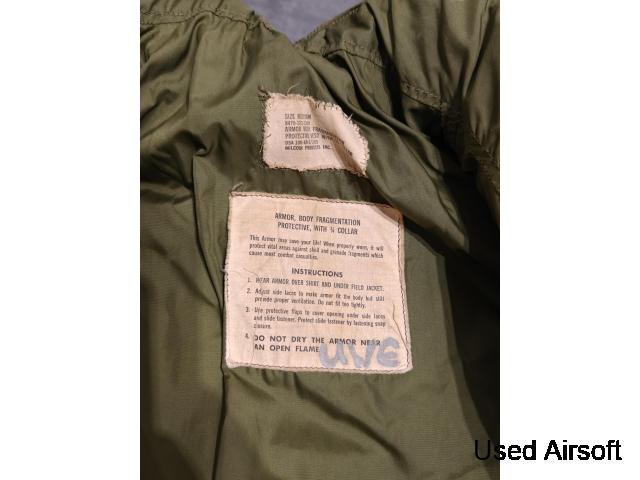 SIZE MEDIUM
ARMOR BODY FRAGMENTATION
PROTECTIVE WITH
ARMOR, BODY FRAGMENTATION
PROTECTIVE, WITH ¾ COLLAR
This Armor may save your life! When properly worn, it will
protect vital areas against shell and grenade fragments which
cause most combat casualties.
INSTRUCTIONS
1. WEAR ARMOR OVER SHIRT AND UNDER FIELD JACKET.
2. Adjust side laces to make armor fit the body but still
provide proper ventilation. Do not fit too tightly.
3. Use protective flaps to cover opening under side laces
and slide fastener. Protect slide fastener by fastening snap
closure.
4. DO NOT DRY THE ARMOR NEAR
AN OPEN FLAME.
UVE
Used Airsoft